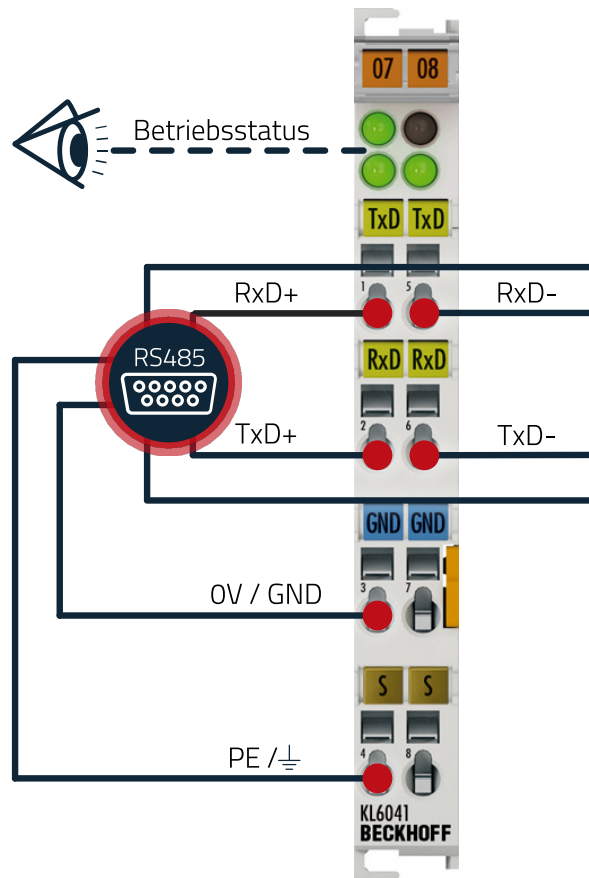 07 08
Betriebsstatus
TxD TxD
1 5
RxD+ RxD-
RS485
RxD RxD
2 6
TxD+ TxD-
GND GND
3 7
0V / GND
S S
4 8
PE /⏚
KL6041
BECKHOFF